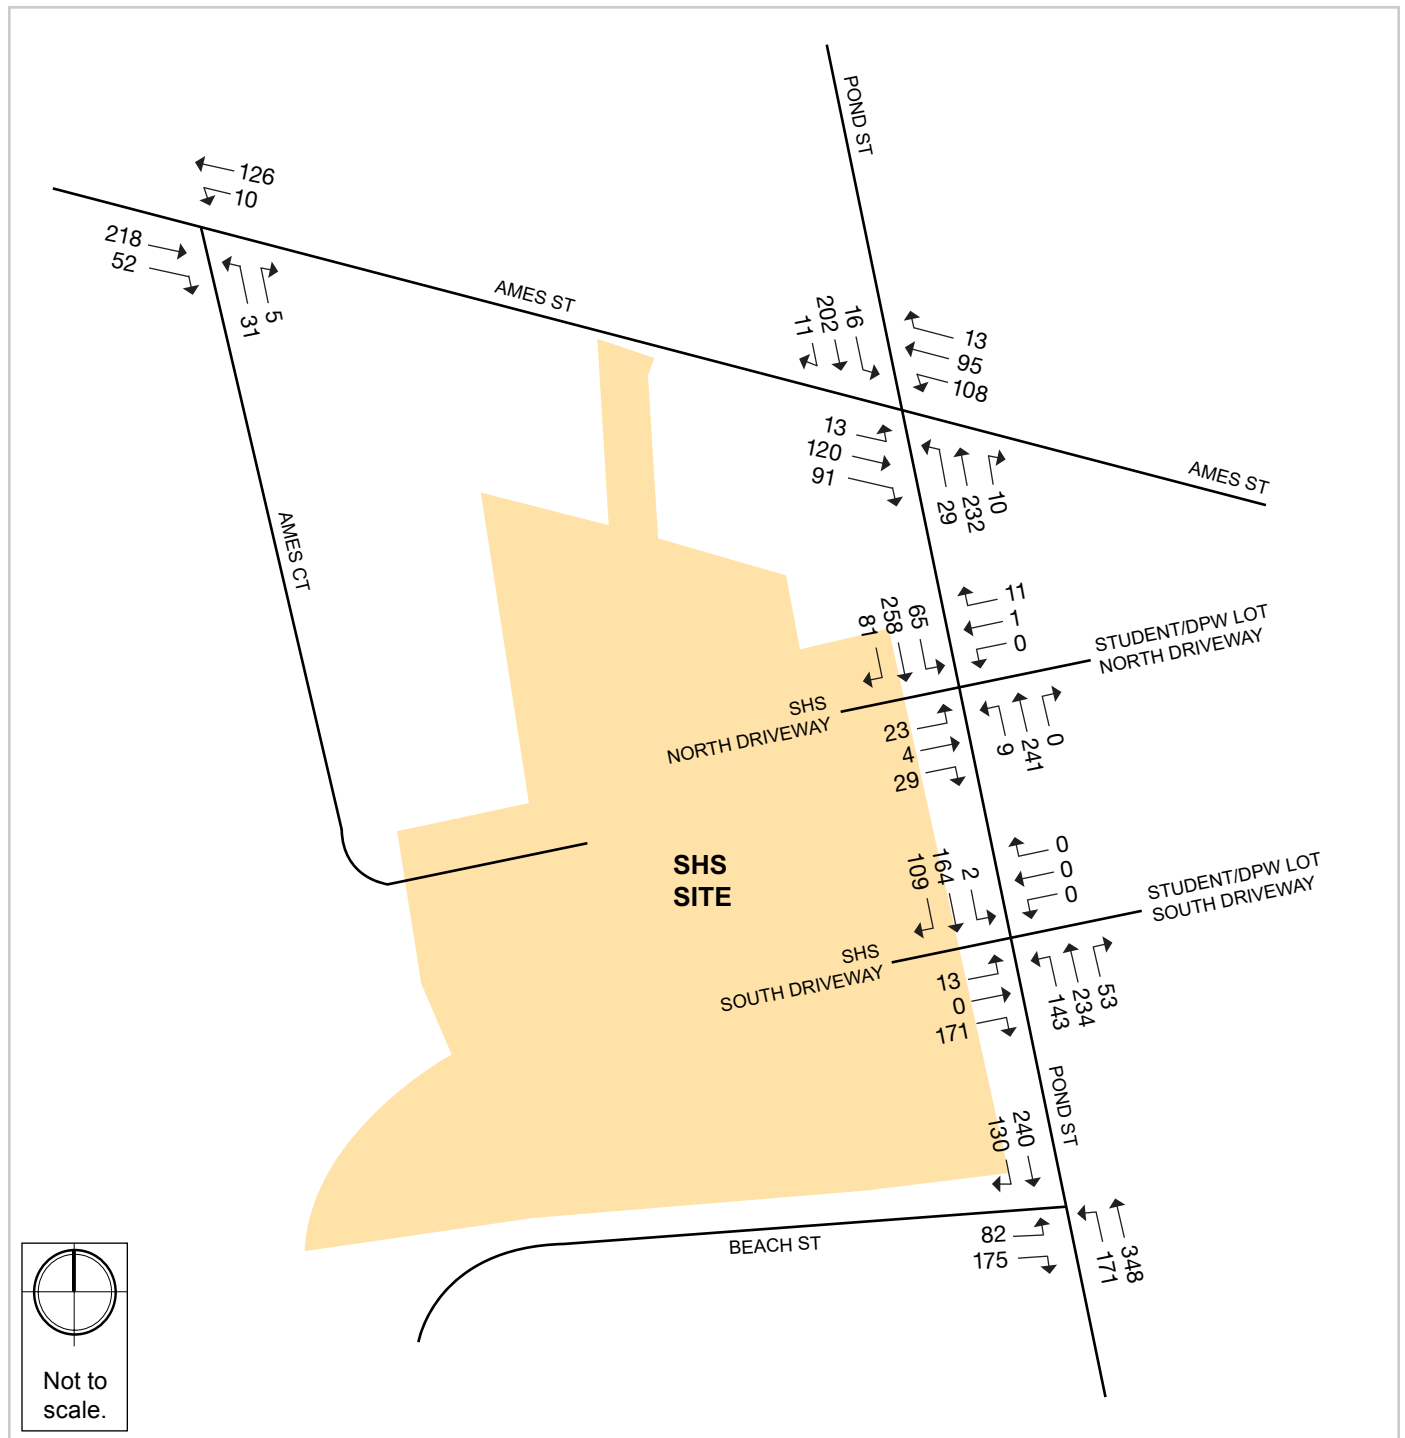 POND ST
126
10
218
52
31
5
AMES ST
11
202
16
13
95
108
13
120
91
29
232
10
AMES ST
AMES CT
81
258
65
11
1
0
STUDENT/DPW LOT
NORTH DRIVEWAY
SHS
NORTH DRIVEWAY
23
4
29
9
241
0
SHS
SITE
109
164
2
0
0
0
STUDENT/DPW LOT
SOUTH DRIVEWAY
SHS
SOUTH DRIVEWAY
13
0
171
143
234
53
POND ST
130
240
BEACH ST
82
175
171
348
Not to
scale.